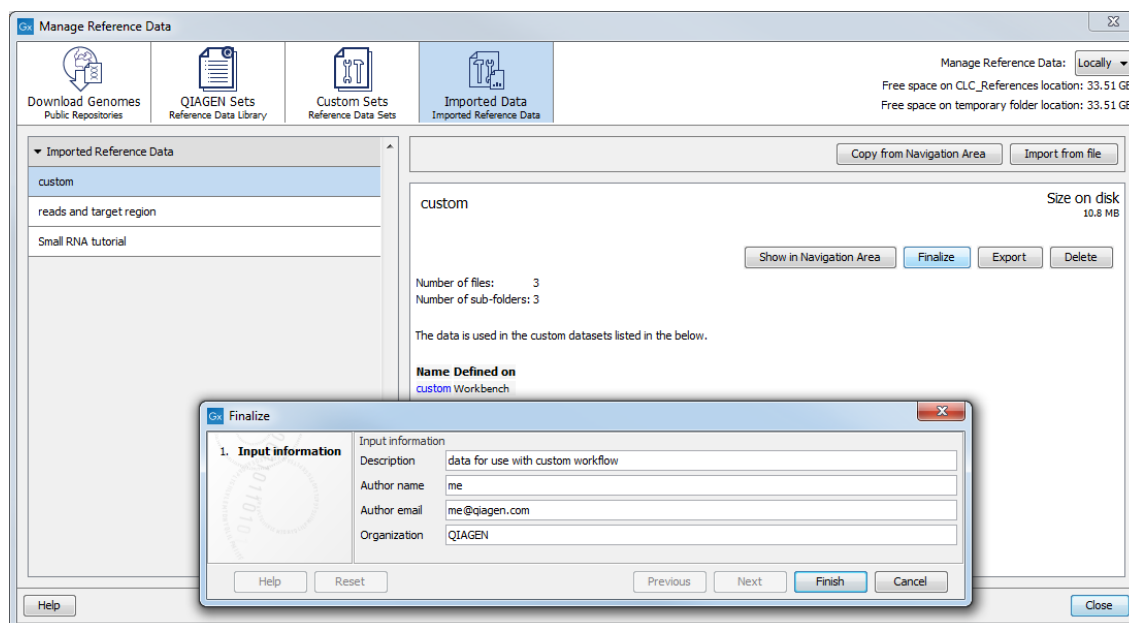 Manage Reference Data
Download Genomes
Public Repositories
QIAGEN Sets
Reference Data Library
Custom Sets
Reference Data Sets
Imported Data
Imported Reference Data
Manage Reference Data: Locally
Free space on CLC_References location: 33.51 GB
Free space on temporary folder location: 33.51 GB
Imported Reference Data
custom
reads and target region
Small RNA tutorial
Copy from Navigation Area Import from file
custom
Size on disk
10.8 MB
Show in Navigation Area Finalize Export Delete
Number of files: 3
Number of sub-folders: 3
The data is used in the custom datasets listed in the below.
Name Defined on
custom Workbench
Gx Finalize
1. Input information
Input information
Description data for use with custom workflow
Author name me
Author email me@qiagen.com
Organization QIAGEN
Help Reset Previous Next Finish Cancel
Help Close